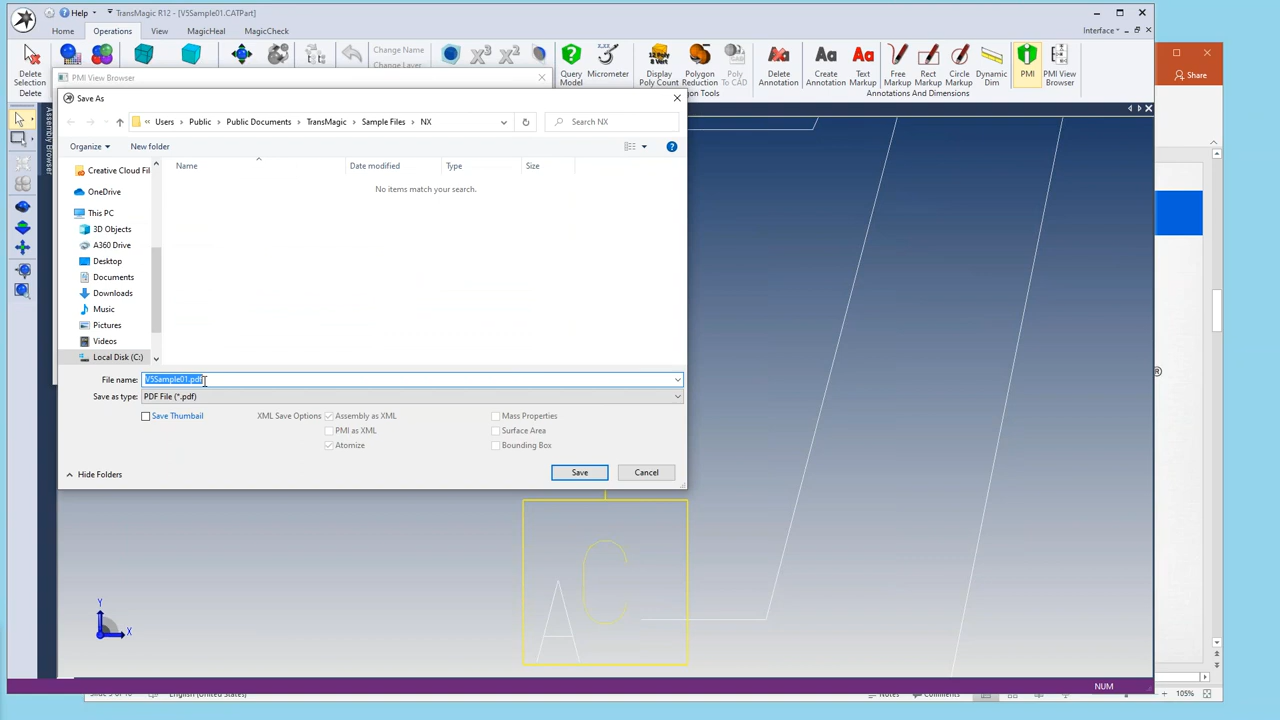 Help
TransMagic R12 - [V5Sample01.CATPart]
Home
Operations
View
MagicHeal
MagicCheck
Interface
Delete Selection
Delete
Change Name
Change Layer
Query Model
Micrometer
Display Poly Count
Polygon Reduction
Poly to CAD
Delete Annotation
Create Annotation
Text Markup
Free Markup
Rect Markup
Circle Markup
Dynamic Dim
PMI
PMI View Browser
on Tools
Annotations And Dimensions
Share
PMI View Browser
Assembly Browser
Save As
Users > Public > Public Documents > TransMagic > Sample Files > NX
Search NX
Organize
New folder
Name
Date modified
Type
Size
No items match your search.
Creative Cloud Fil
OneDrive
This PC
3D Objects
A360 Drive
Desktop
Documents
Downloads
Music
Pictures
Videos
Local Disk (C:)
File name:
V5Sample01.pdf
Save as type:
PDF File (*.pdf)
Save Thumbnail
XML Save Options
Assembly as XML
PMI as XML
Atomize
Mass Properties
Surface Area
Bounding Box
Hide Folders
Save
Cancel
C
A
Y
X
®
NUM
English (United States)
Notes
Comments
105%